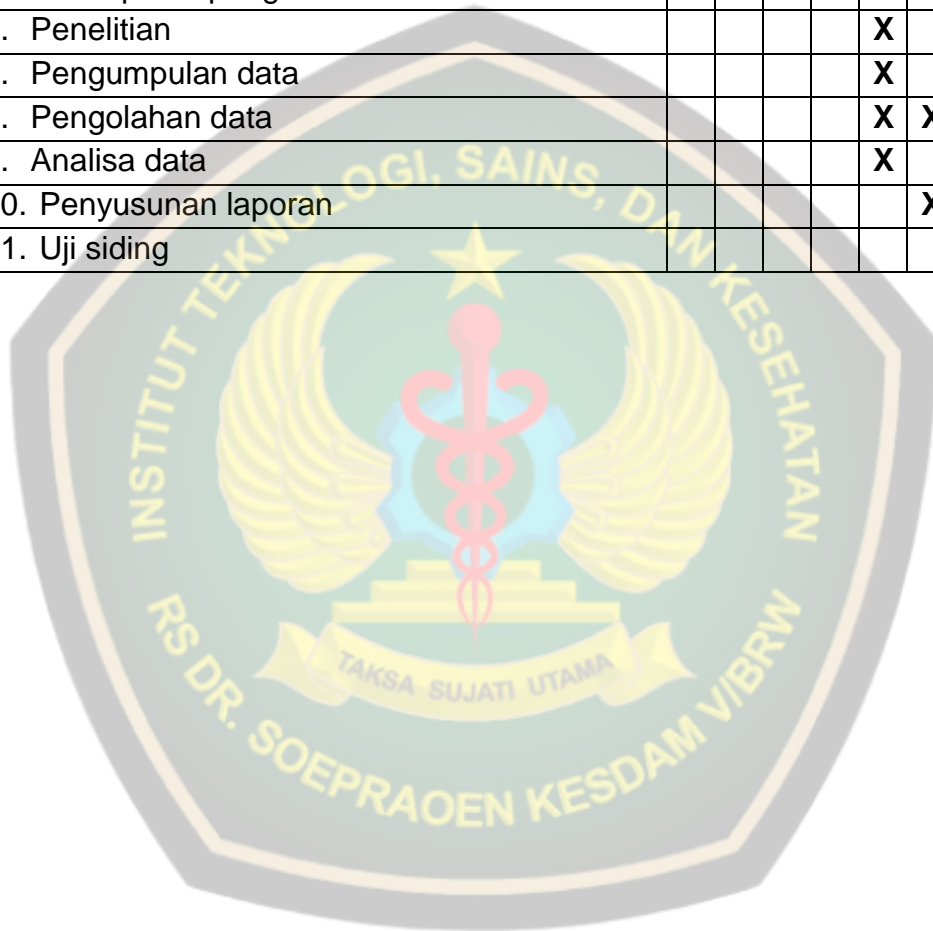 . Penelitian X
. Pengumpulan data X
. Pengolahan data X X
. Analisa data X
0. Penyusunan laporan X
1. Uji siding
INSTITUT TEKNOLOGI, SAINS, DAN KESEHATAN
TAKSA SUJATI UTAMA
RS DR. SOEPRAOEN KESDAM V/BRW